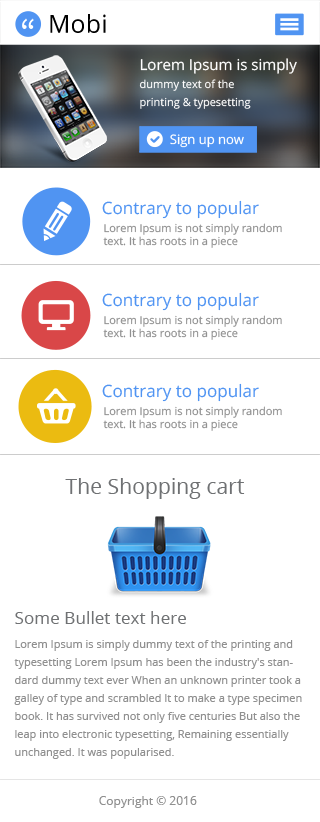 Mobi
Lorem Ipsum is simply
dummy text of the
printing & typesetting
Sign up now
Contrary to popular
Lorem Ipsum is not simply random
text. It has roots in a piece
Contrary to popular
Lorem Ipsum is not simply random
text. It has roots in a piece
Contrary to popular
Lorem Ipsum is not simply random
text. It has roots in a piece
The Shopping cart
Some Bullet text here
Lorem Ipsum is simply dummy text of the printing and
typesetting Lorem Ipsum has been the industry's stan-
dard dummy text ever When an unknown printer took a
galley of type and scrambled It to make a type specimen
book. It has survived not only five centuries But also the
leap into electronic typesetting, Remaining essentially
unchanged. It was popularised.
Copyright © 2016